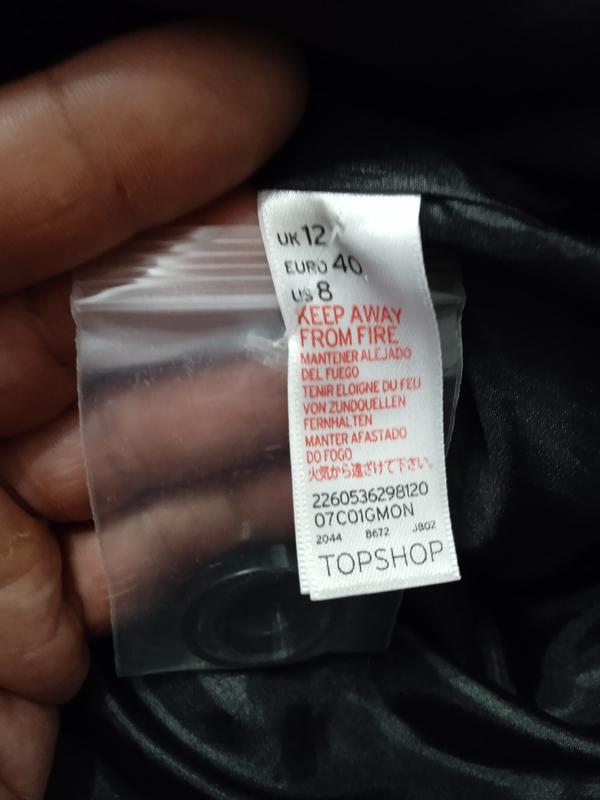 UK 12
EURO 40
US 8
KEEP AWAY
FROM FIRE
MANTENER ALEJADO
DEL FUEGO
TENIR ELOIGNE DU FEU
VON ZUNDQUELLEN
FERNHALTEN
MANTER AFASTADO
DO FOGO
火気から遠ざけて下さい。
2260536298120
07C01GMON
2044 8672 J802
TOPSHOP